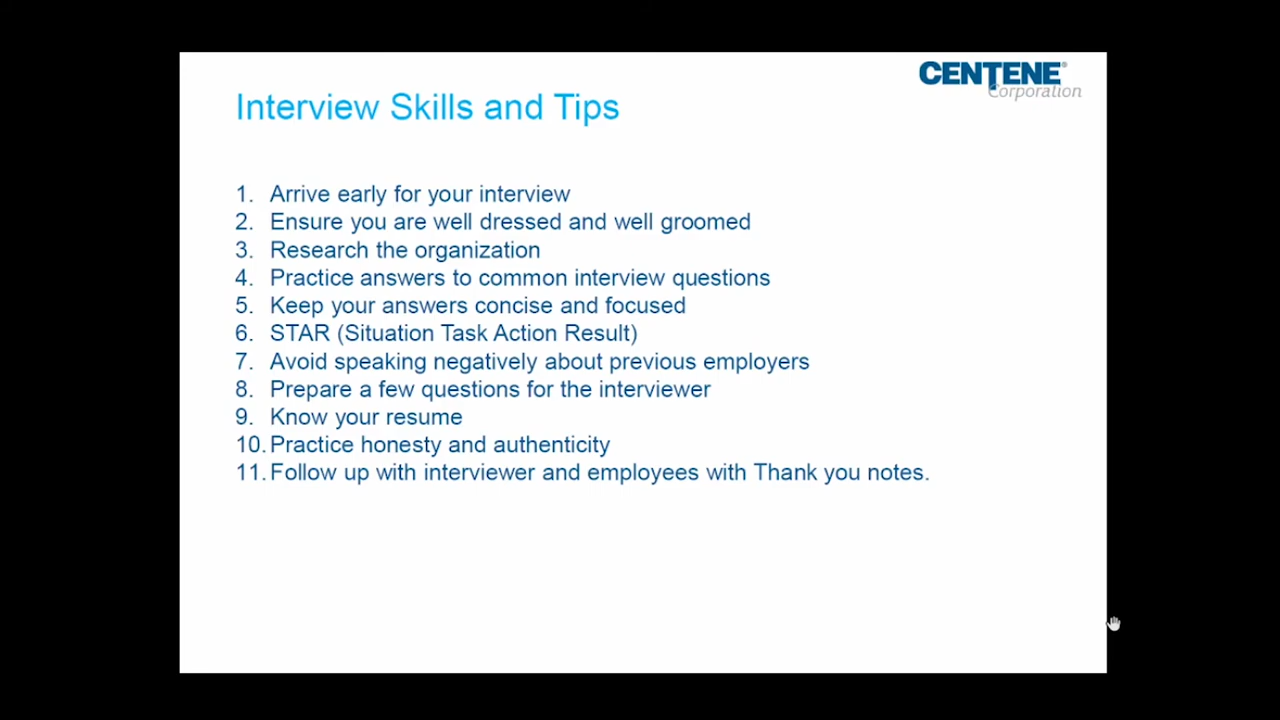 CENTENE®
Corporation
Interview Skills and Tips
1. Arrive early for your interview
2. Ensure you are well dressed and well groomed
3. Research the organization
4. Practice answers to common interview questions
5. Keep your answers concise and focused
6. STAR (Situation Task Action Result)
7. Avoid speaking negatively about previous employers
8. Prepare a few questions for the interviewer
9. Know your resume
10. Practice honesty and authenticity
11. Follow up with interviewer and employees with Thank you notes.